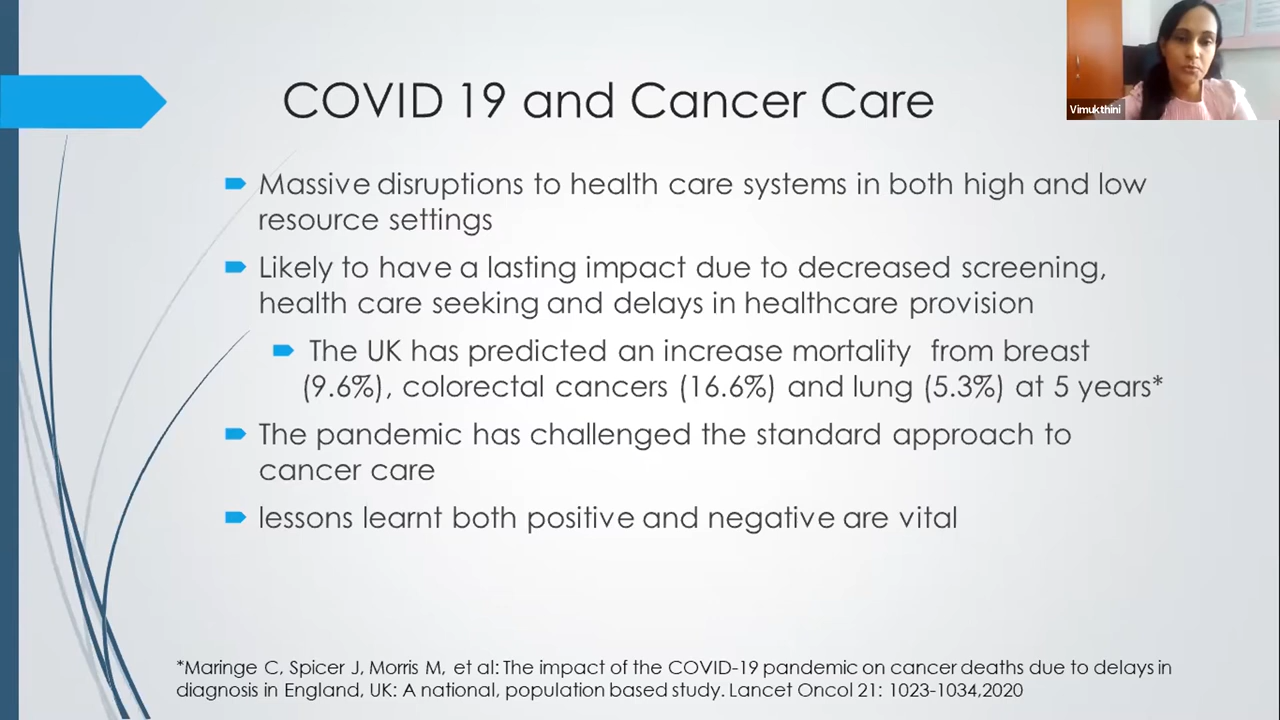 COVID 19 and Cancer Care
Vimukthini
Massive disruptions to health care systems in both high and low
resource settings
Likely to have a lasting impact due to decreased screening,
health care seeking and delays in healthcare provision
The UK has predicted an increase mortality from breast
(9.6%), colorectal cancers (16.6%) and lung (5.3%) at 5 years*
The pandemic has challenged the standard approach to
cancer care
lessons learnt both positive and negative are vital
*Maringe C, Spicer J, Morris M, et al: The impact of the COVID-19 pandemic on cancer deaths due to delays in
diagnosis in England, UK: A national, population based study. Lancet Oncol 21: 1023-1034,2020